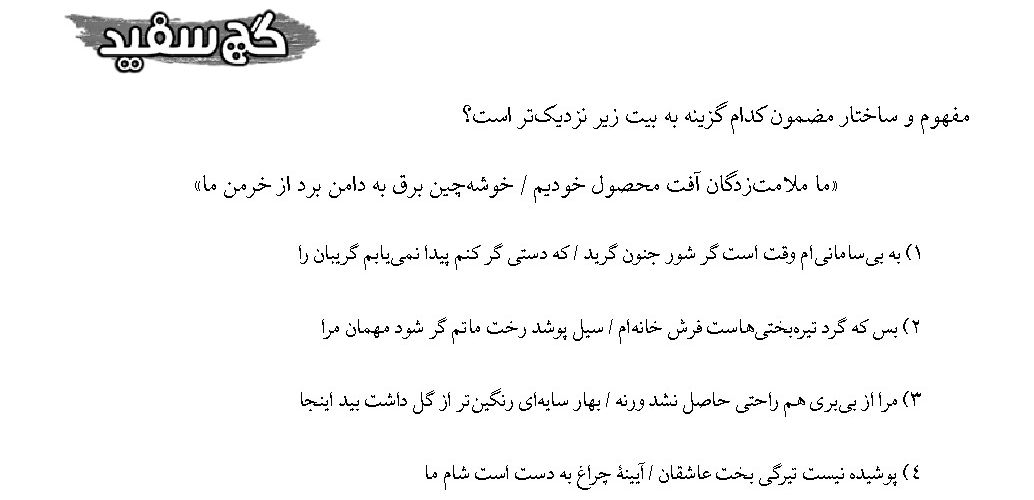 گچ سفید
مفهوم و ساختار مضمون کدام گزینه به بیت زیر نزدیک‌تر است؟
«ما ملامت‌زدگان آفت محصول خودیم / خوشه‌چین برق به دامن برد از خرمن ما»
۱) به بی‌سامانی‌ام وقت است گر شور جنون گرید / که دستی گر کنم پیدا نمی‌یابم گریبان را
۲) بس که گرد تیره‌بختی‌هاست فرش خانه‌ام / سیل پوشد رخت ماتم گر شود مهمان مرا
۳) مرا از بی‌بری هم راحتی حاصل نشد ورنه / بهار سایه‌ای رنگین‌تر از گل داشت بید اینجا
۴) پوشیده نیست تیرگی بخت عاشقان / آیینهٔ چراغ به دست است شام ما